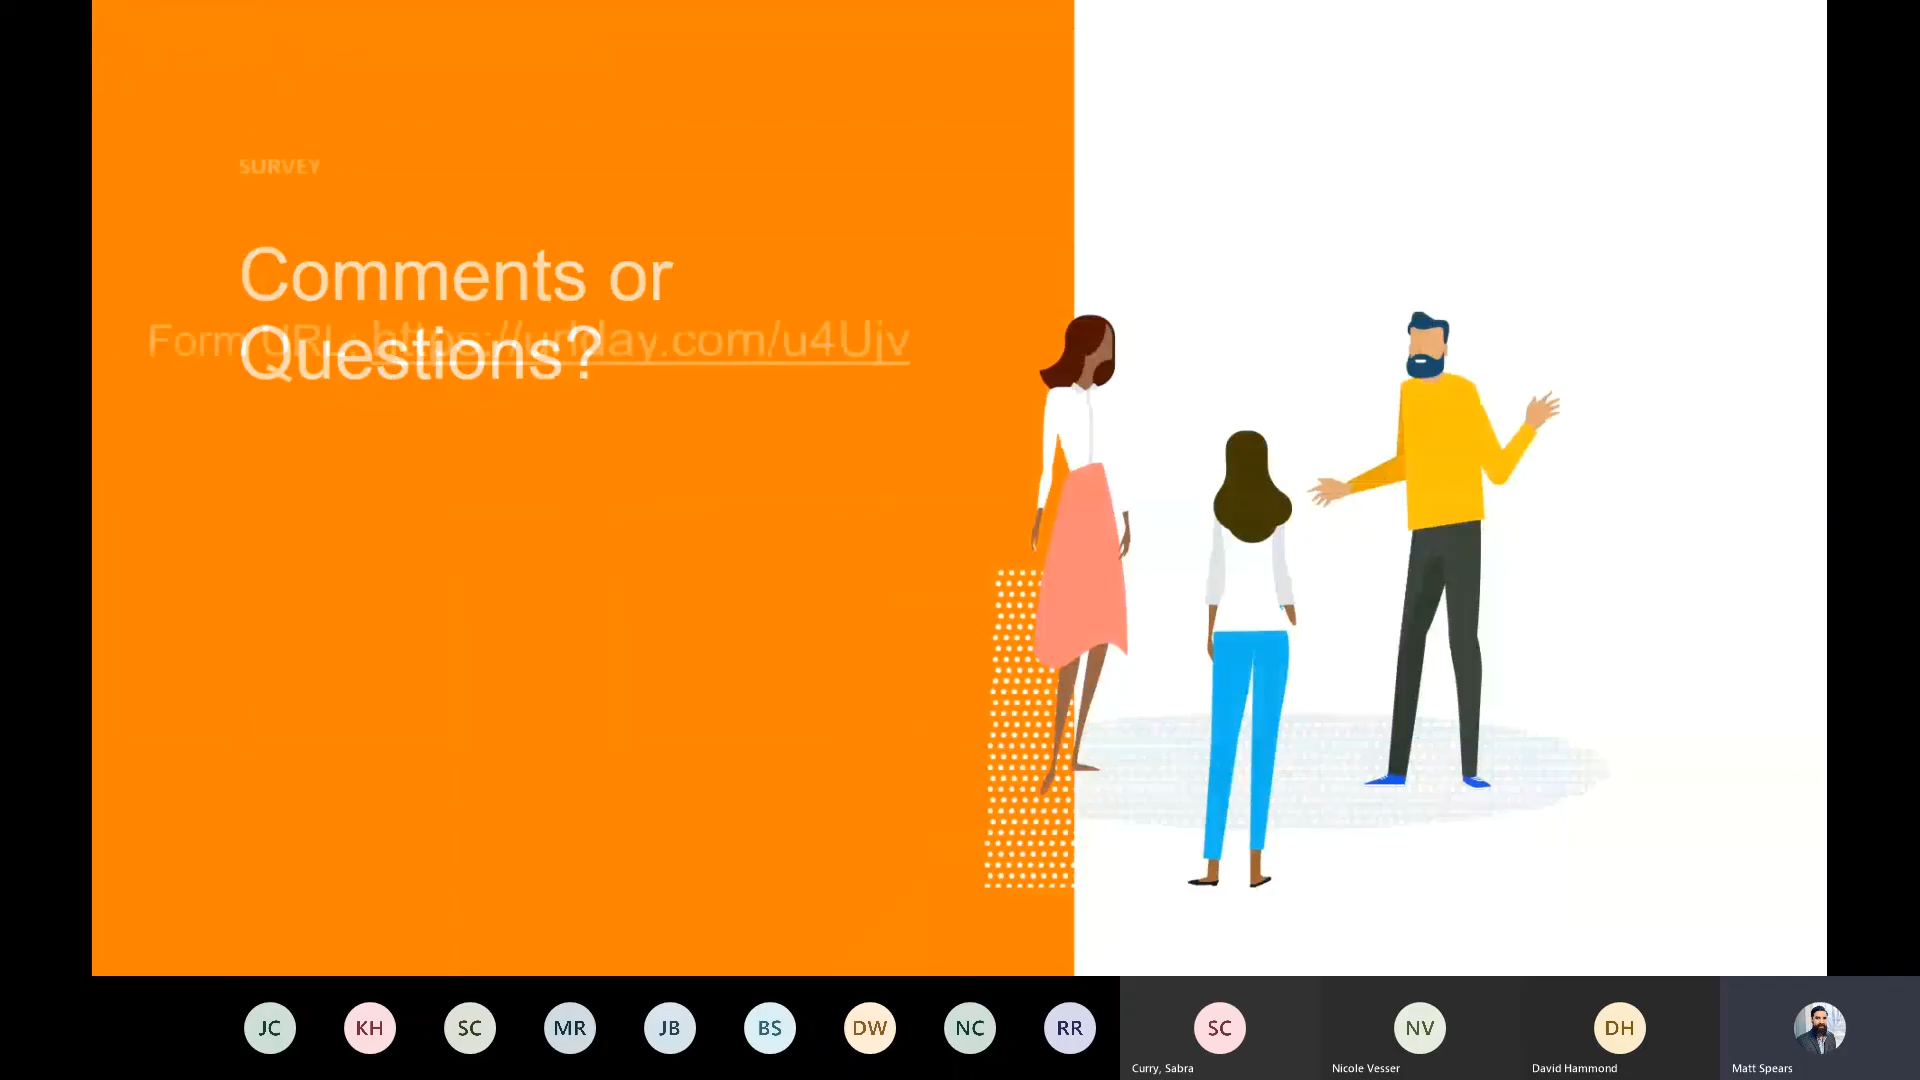 SURVEY
Comments or
Form URL: https://urlday.com/u4Ujv
Questions?
JC
KH
SC
MR
JB
BS
DW
NC
RR
SC
NV
DH
Curry, Sabra
Nicole Vesser
David Hammond
Matt Spears